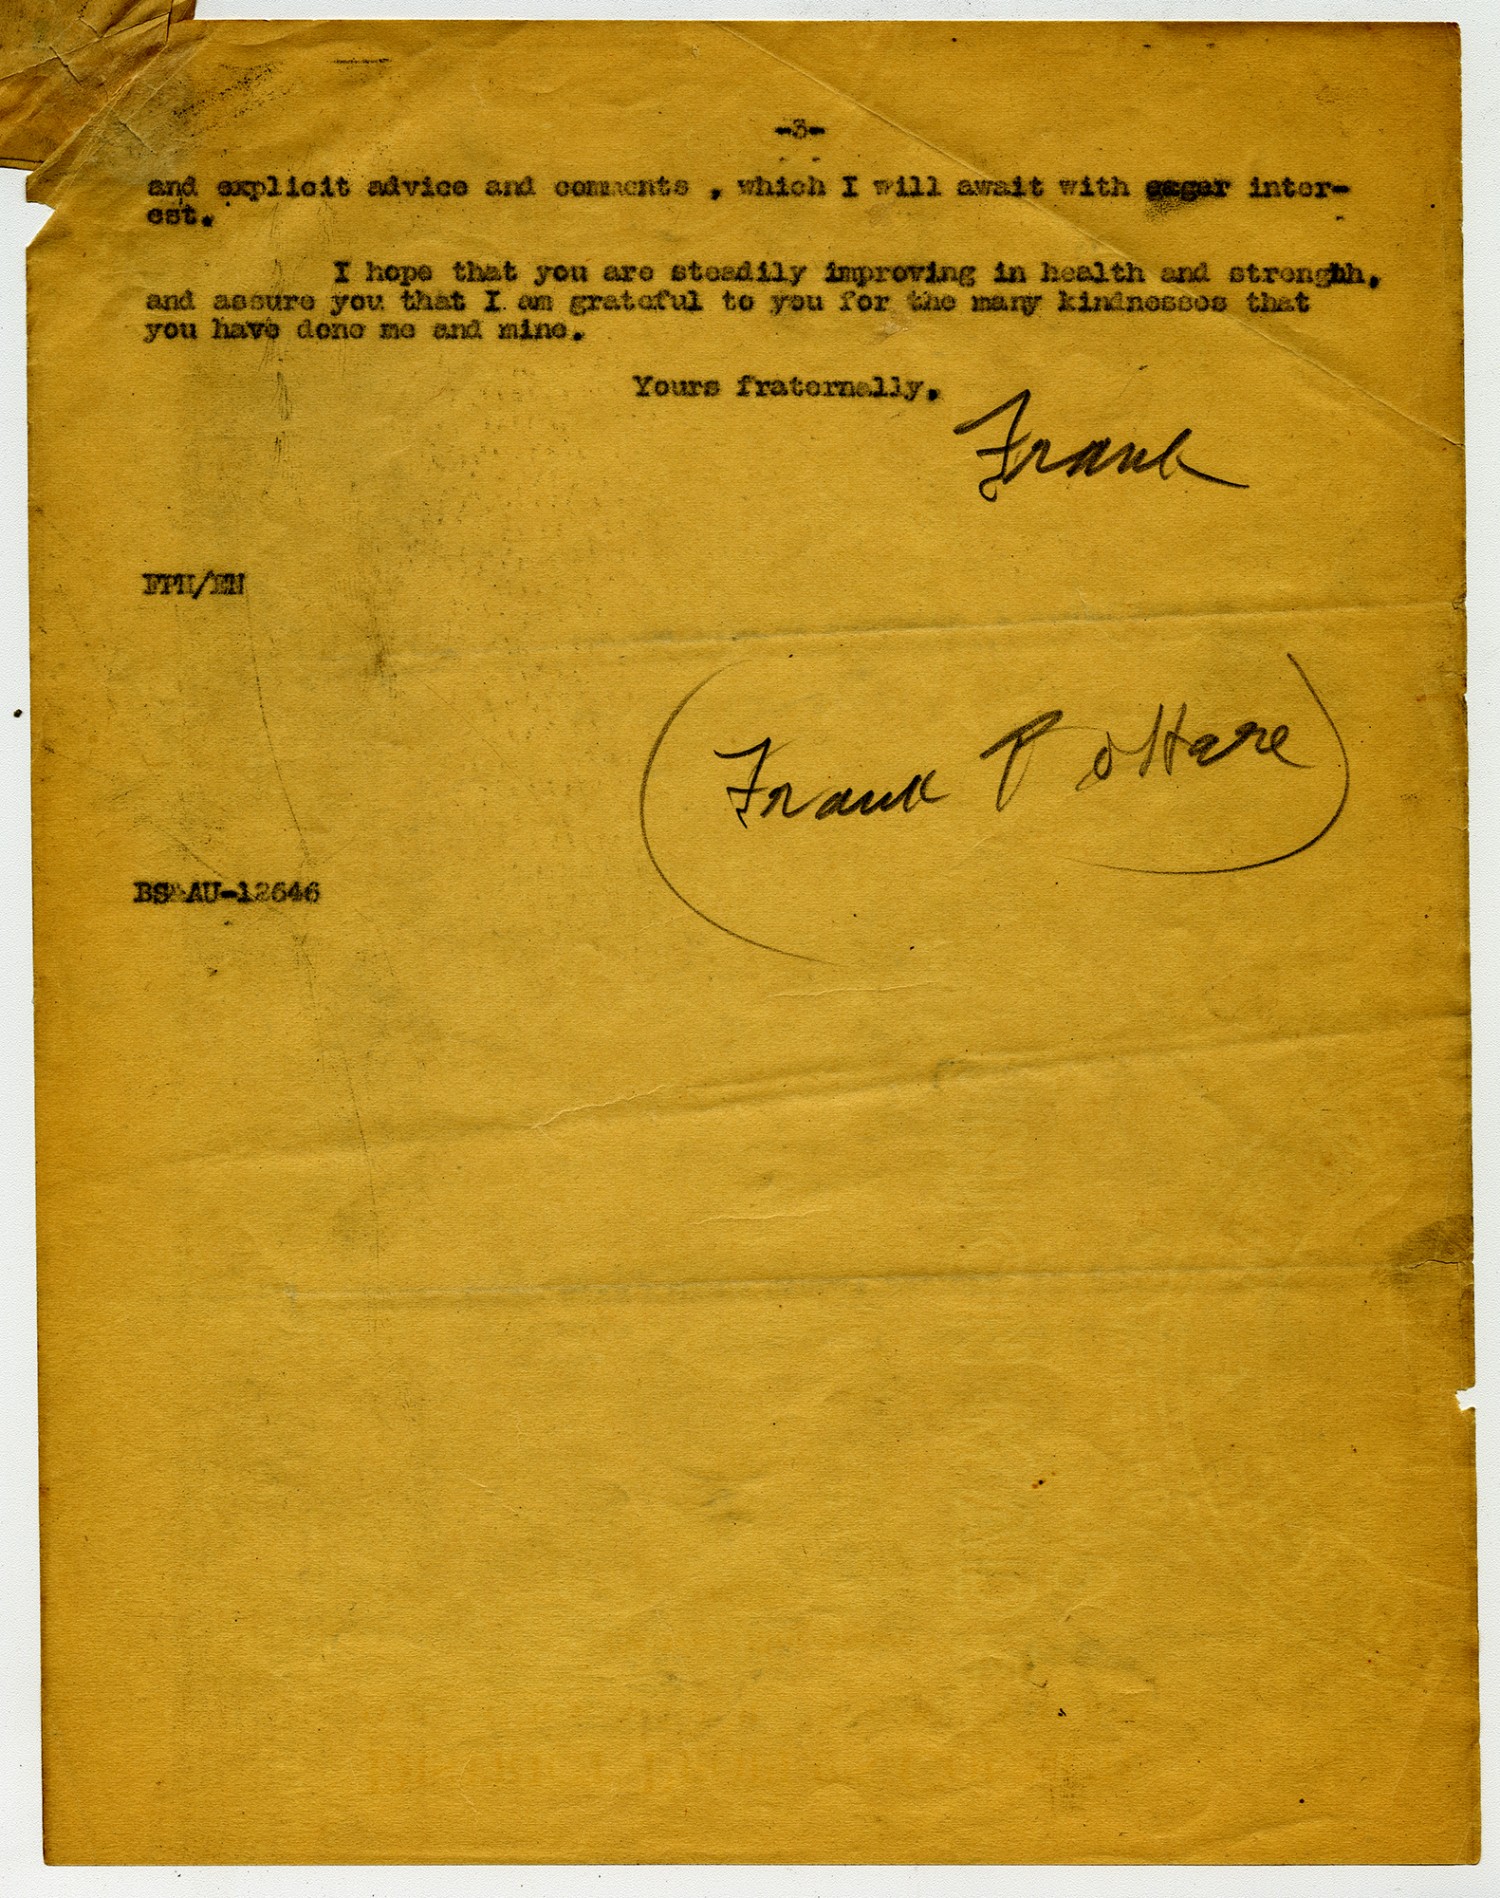 -3-
and explicit advice and comments , which I will await with eager inter-
est.
I hope that you are steadily improving in health and strenghh,
and assure you that I am grateful to you for the many kindnesses that
you have done me and mine.
Yours fraternally,
Frank
FPH/EN
Frank P O'Hare
BS&AU-12646